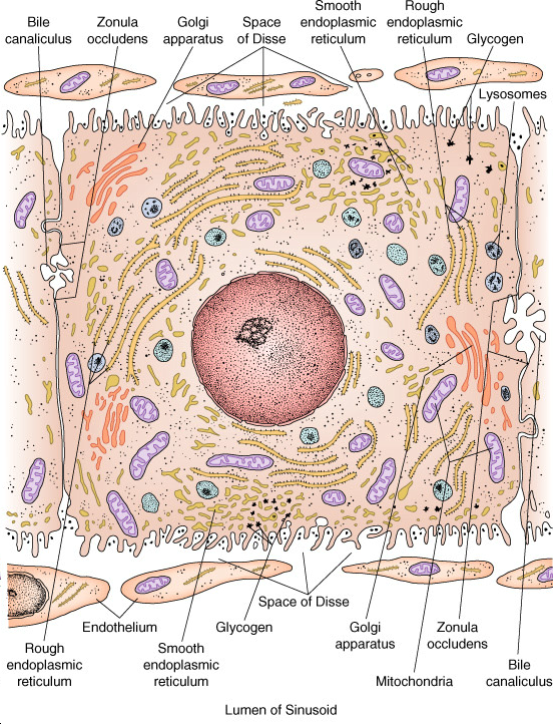 Bile
canaliculus
Zonula
occludens
Golgi
apparatus
Space
of Disse
Smooth
endoplasmic
reticulum
Rough
endoplasmic
reticulum
Glycogen
Lysosomes
Space of Disse
Endothelium
Glycogen
Golgi
apparatus
Zonula
occludens
Rough
endoplasmic
reticulum
Smooth
endoplasmic
reticulum
Mitochondria
Bile
canaliculus
Lumen of Sinusoid